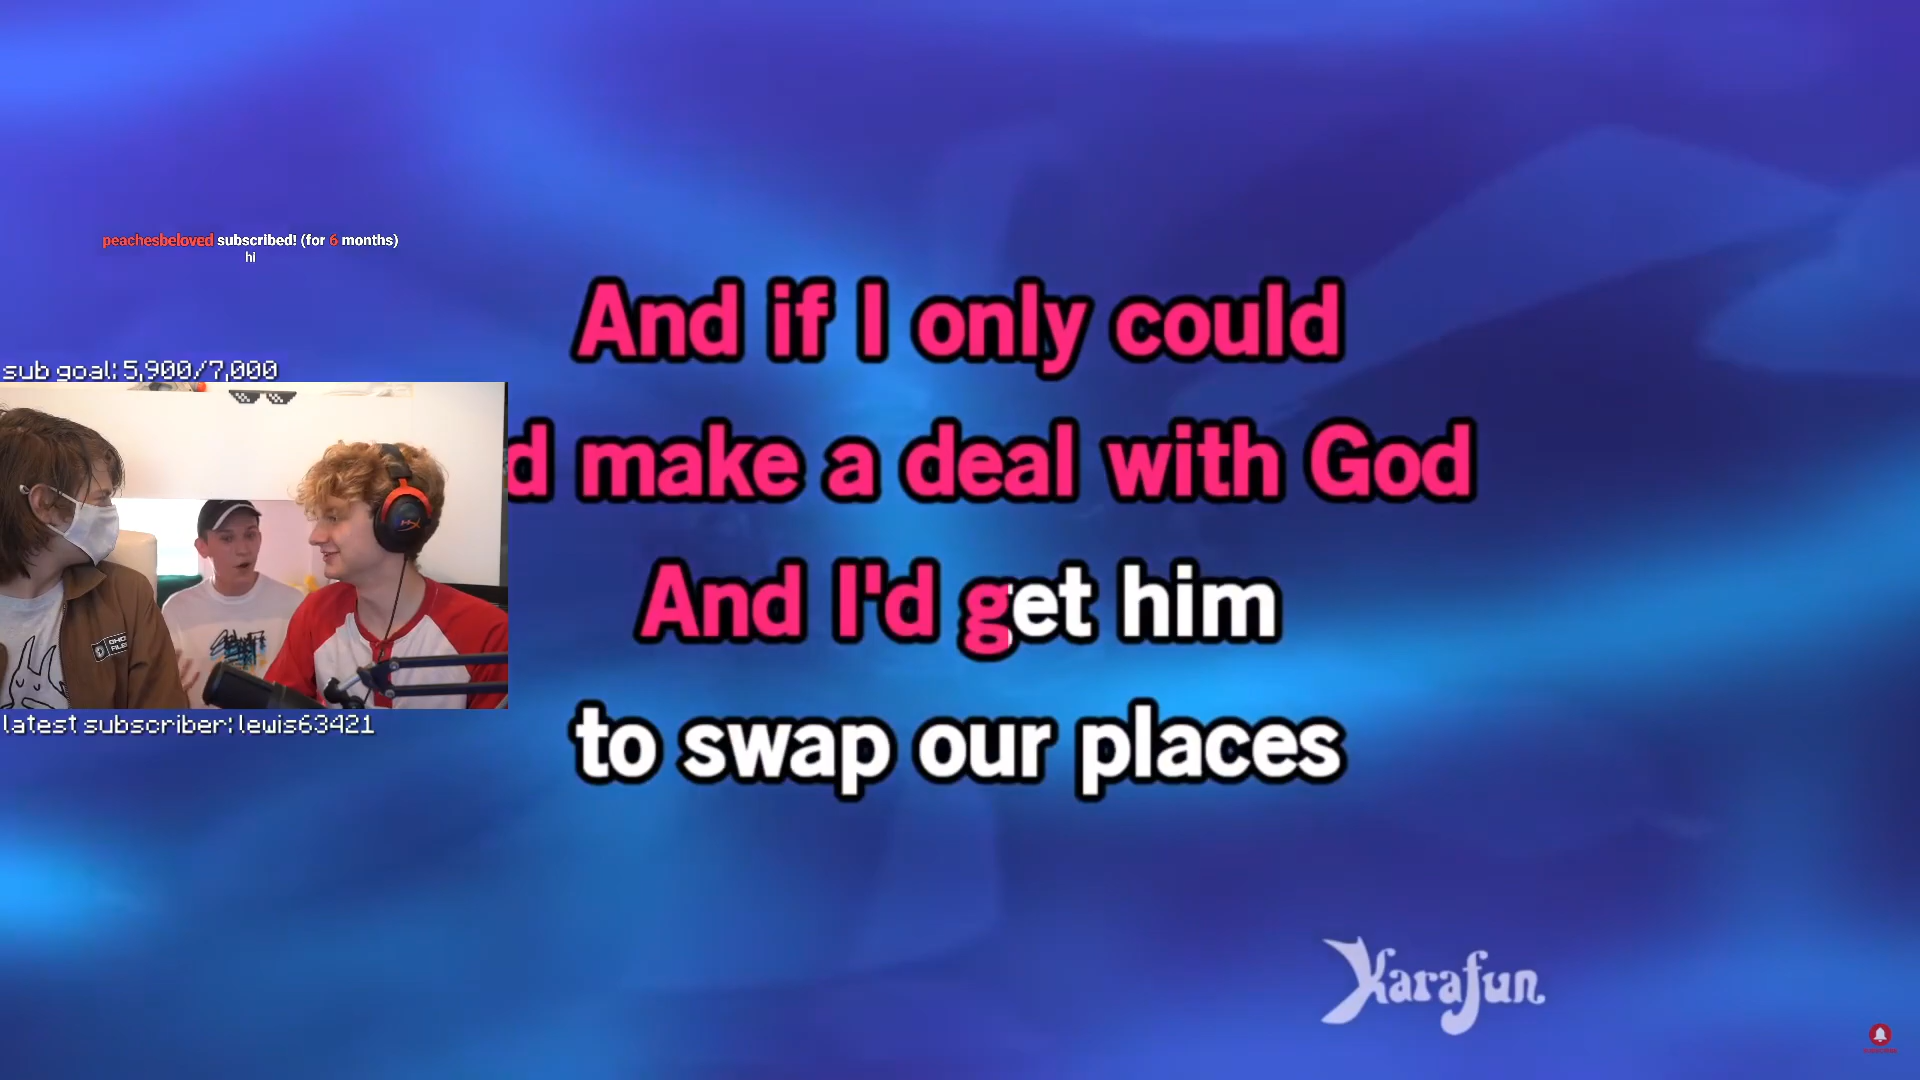 peachesbeloved subscribed! (for 6 months)
hi
And if I only could
sub goal: 5,900/7,000
d make a deal with God
And I'd get him
latest subscriber: lewis63421
to swap our places
Karafun